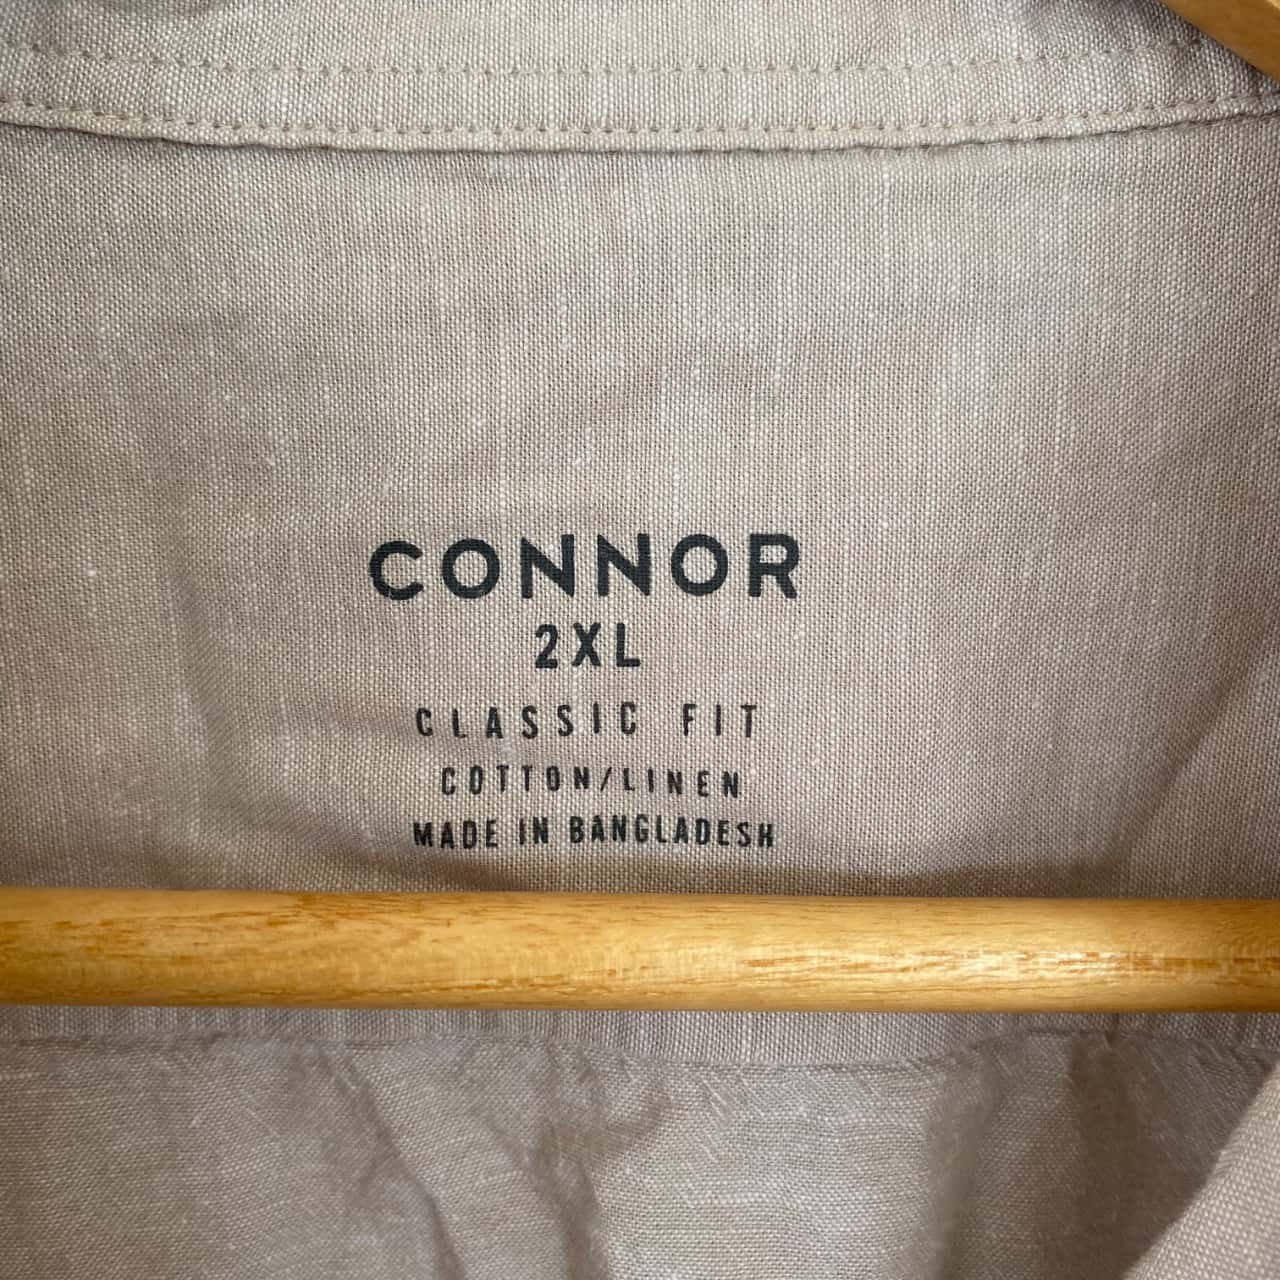 CONNOR
2XL
CLASSIC FIT
COTTON/LINEN
MADE IN BANGLADESH